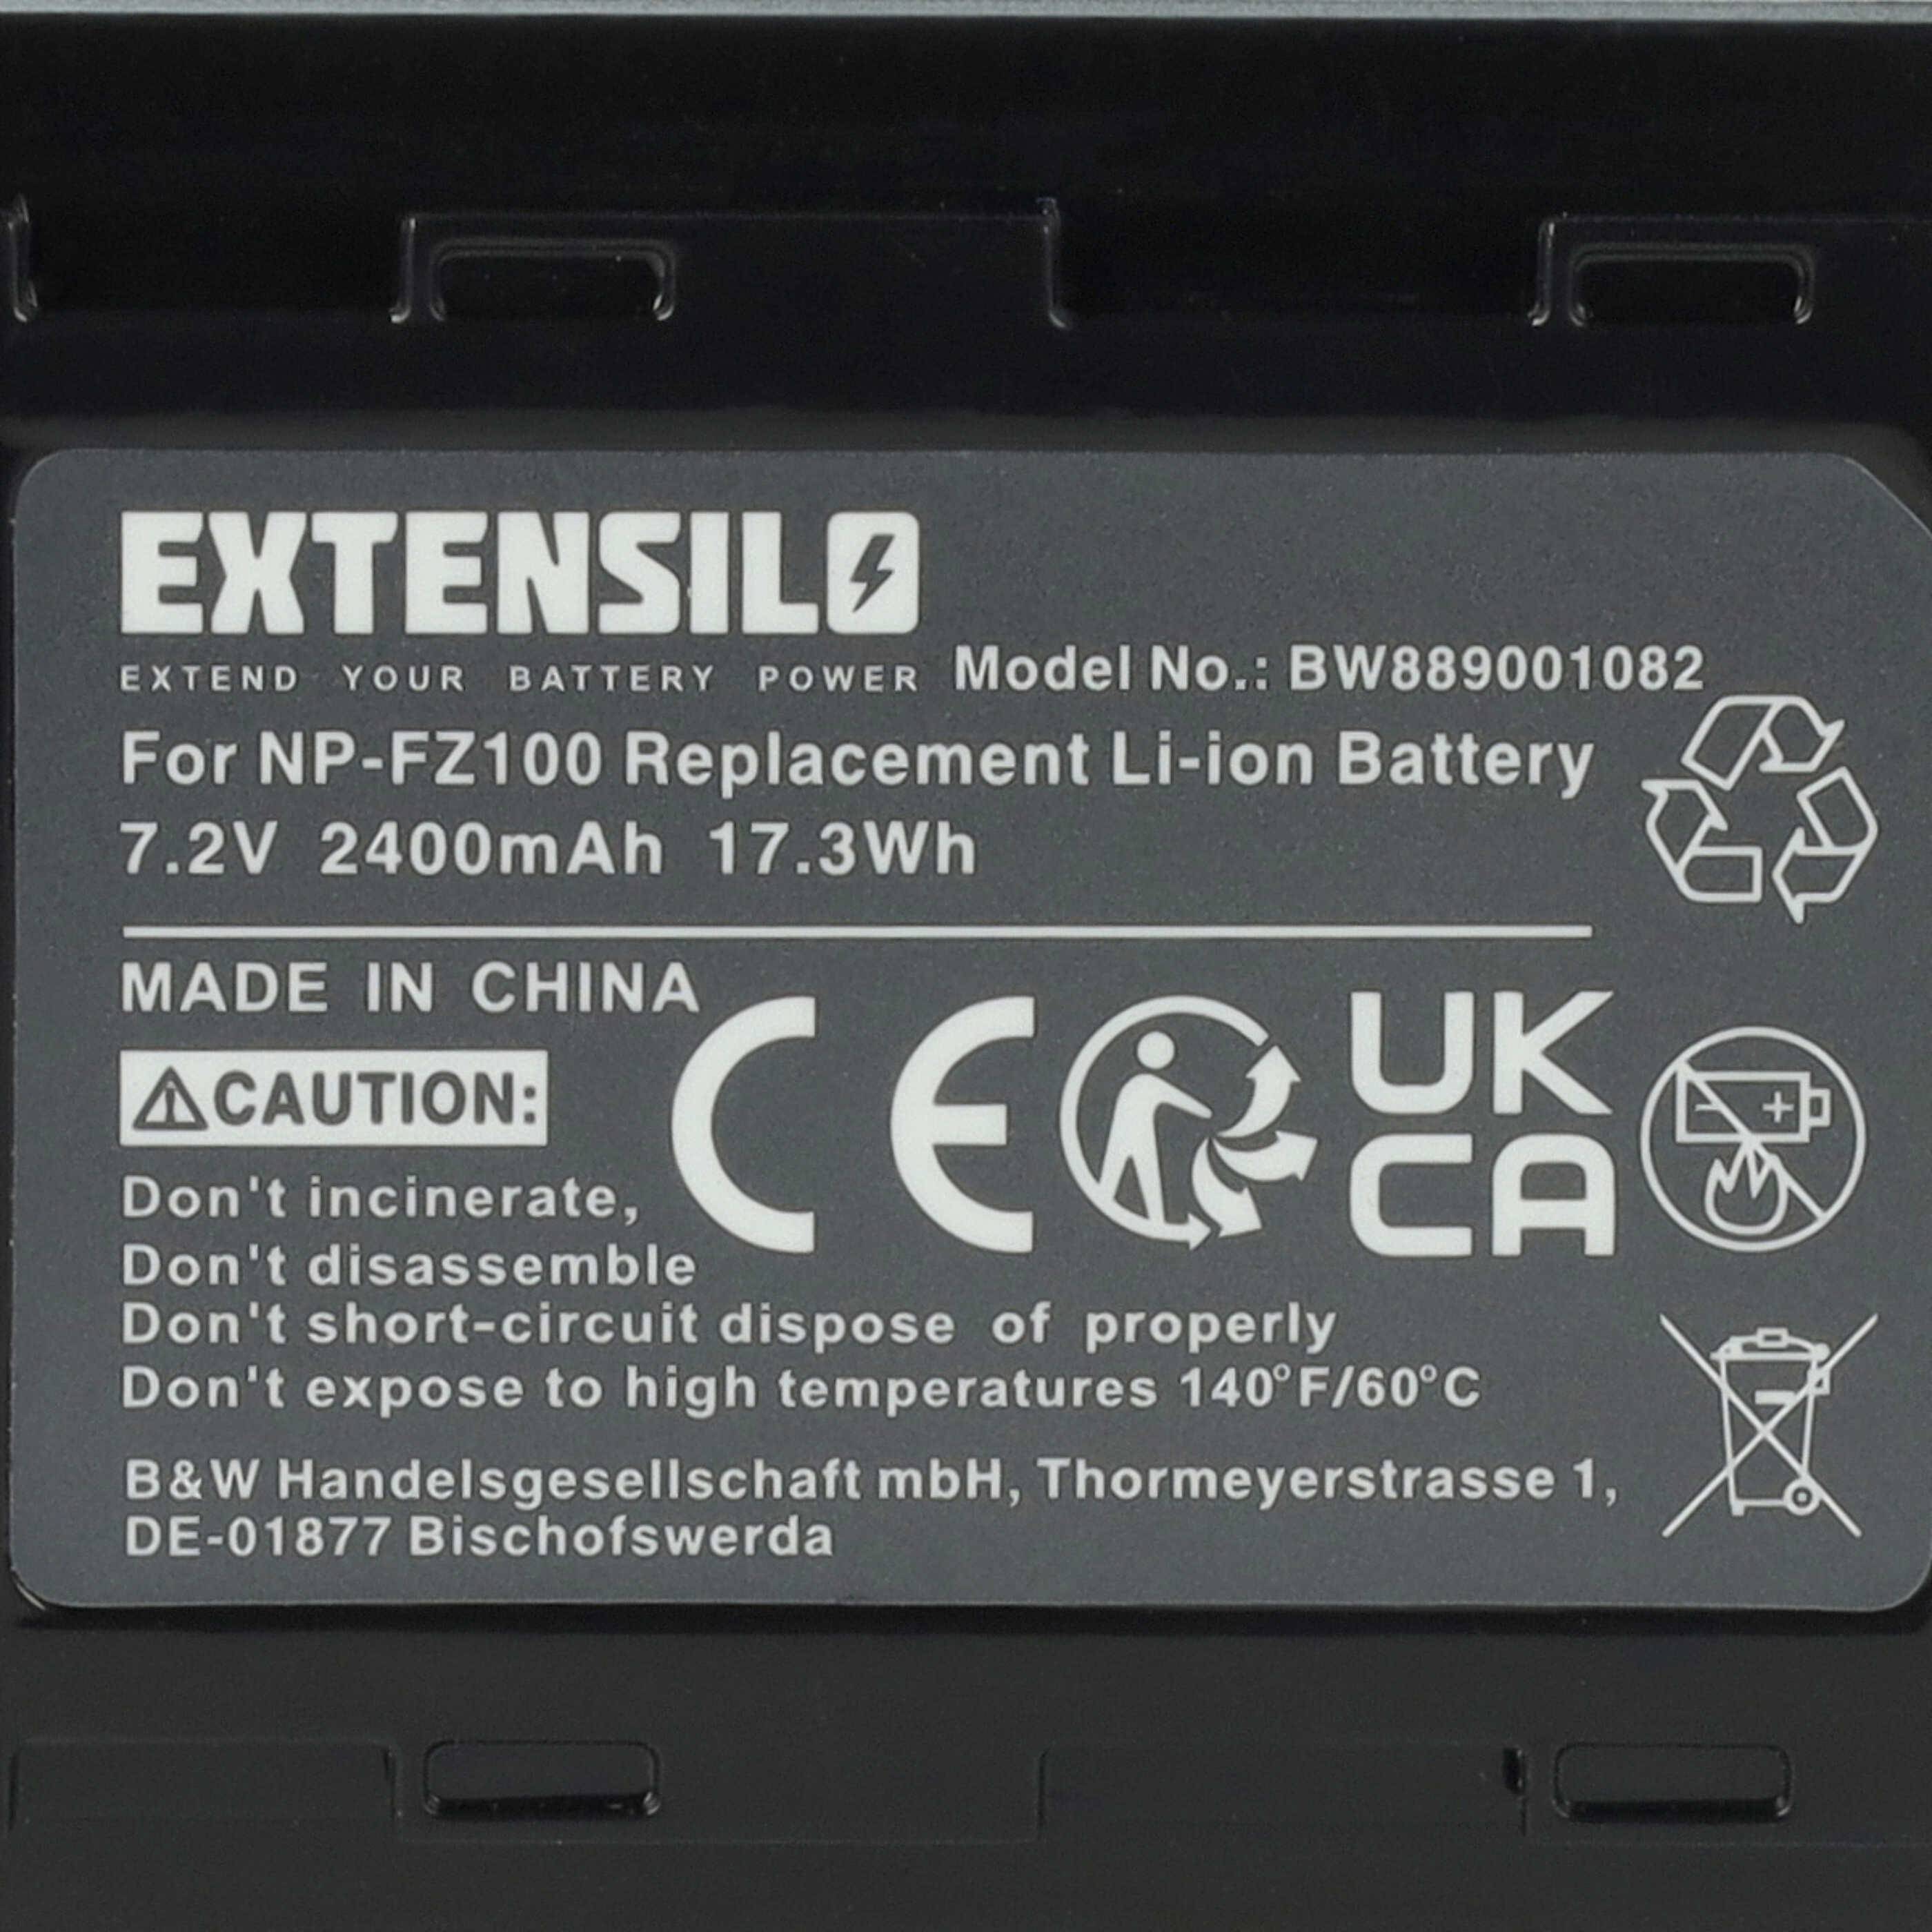 EXTENSILO
EXTEND YOUR BATTERY POWER
Model No.: BW889001082
For NP-FZ100 Replacement Li-ion Battery
7.2V 2400mAh 17.3Wh
MADE IN CHINA
CE
UK
CA
CAUTION:
Don't incinerate,
Don't disassemble
Don't short-circuit dispose of properly
Don't expose to high temperatures 140°F/60°C
B&W Handelsgesellschaft mbH, Thormeyerstrasse 1,
DE-01877 Bischofswerda